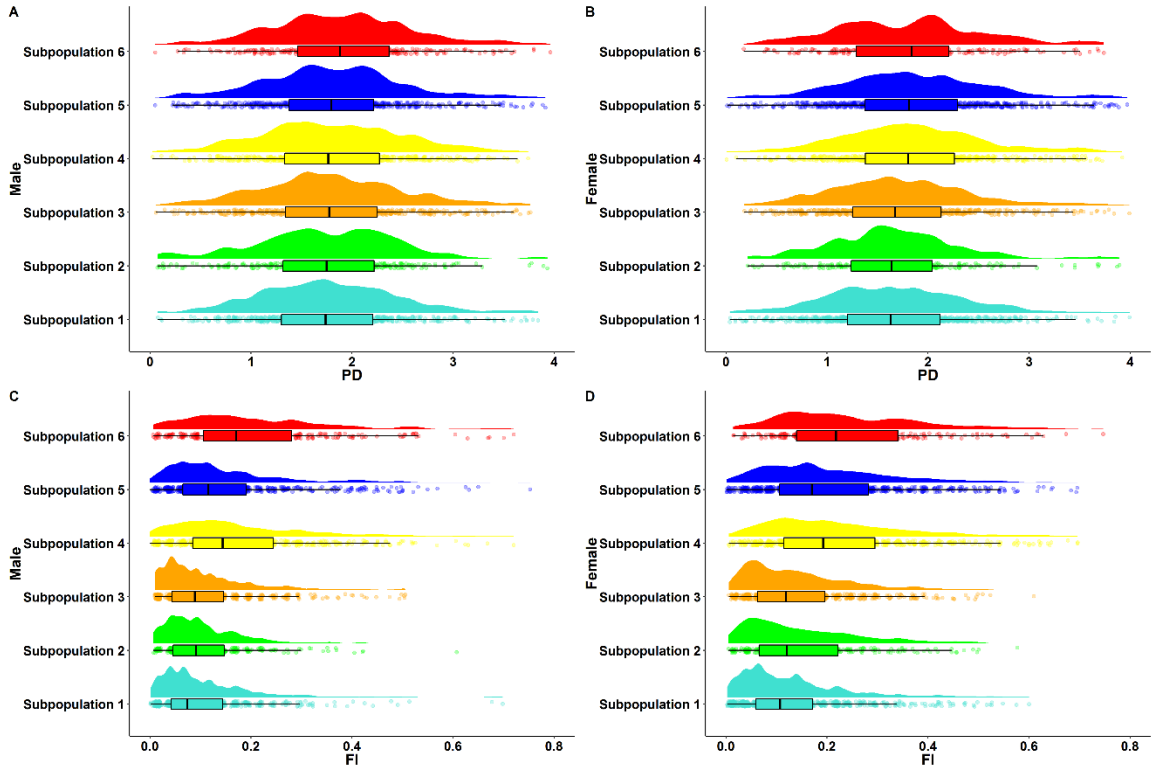 A
Male
Subpopulation 6
Subpopulation 5
Subpopulation 4
Subpopulation 3
Subpopulation 2
Subpopulation 1
0 1 2 3 4
PD
B
Female
Subpopulation 6
Subpopulation 5
Subpopulation 4
Subpopulation 3
Subpopulation 2
Subpopulation 1
0 1 2 3 4
PD
C
Male
Subpopulation 6
Subpopulation 5
Subpopulation 4
Subpopulation 3
Subpopulation 2
Subpopulation 1
0.0 0.2 0.4 0.6 0.8
FI
D
Female
Subpopulation 6
Subpopulation 5
Subpopulation 4
Subpopulation 3
Subpopulation 2
Subpopulation 1
0.0 0.2 0.4 0.6 0.8
FI